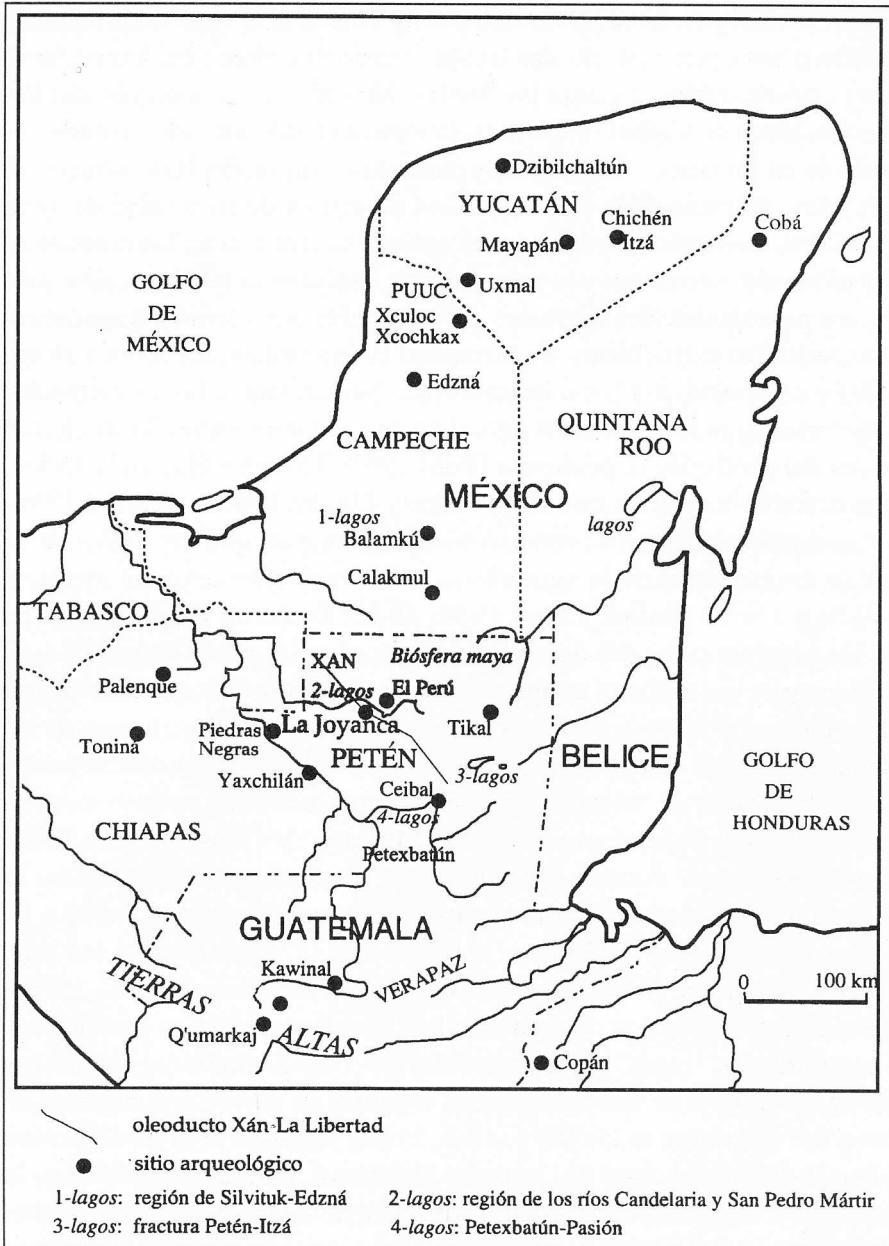 Dzibilchaltún
YUCATÁN
Chichén
Itzá
Cobá
Mayapán
GOLFO
DE
MÉXICO
Uxmal
PUUC
Xculoc
Xcochkax
Edzná
CAMPECHE
QUINTANA
ROO
MÉXICO
1-lagos
lagos
Balamkú
Calakmul
TABASCO
XAN
Biósfera maya
2-lagos
El Perú
Palenque
La Joyanca
Tikal
Toniná
Piedras
Negras
PETÉN
BELICE
3-lagos
Yaxchilán
Ceibal
GOLFO
DE
HONDURAS
4-lagos
CHIAPAS
Petexbatún
GUATEMALA
TIERRAS
ALTAS
Kawinal
VERAPAZ
0 100 km
Q'umarkaj
Copán
oleoducto Xán-La Libertad
sitio arqueológico
1-lagos: región de Silvituk-Edzná 2-lagos: región de los ríos Candelaria y San Pedro Mártir
3-lagos: fractura Petén-Itzá 4-lagos: Petexbatún-Pasión